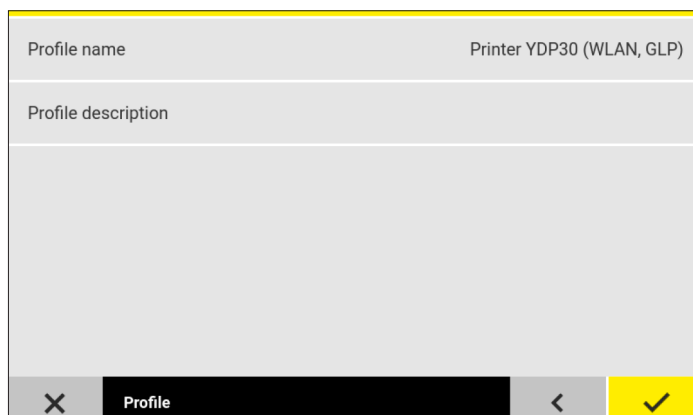 Profile name
Printer YDP30 (WLAN, GLP)
Profile description
Profile